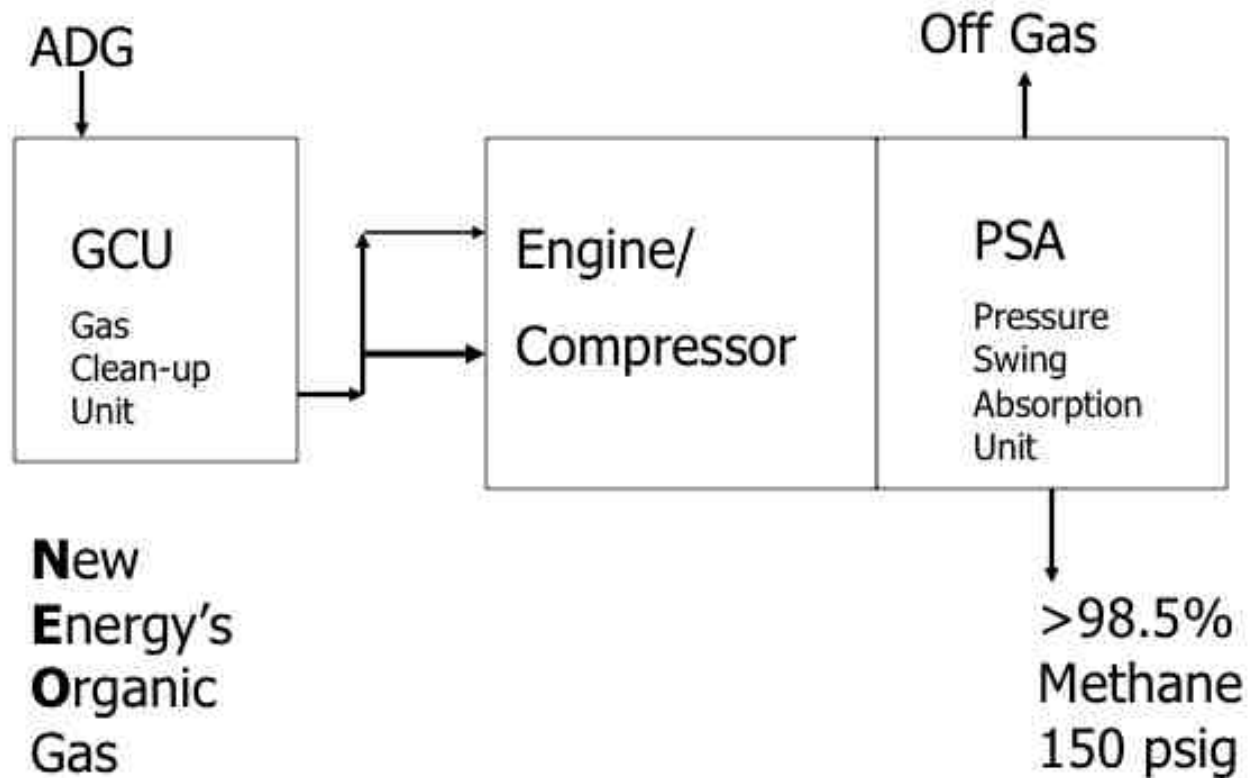 ADG
Off Gas
GCU
Gas
Clean-up
Unit
Engine/
Compressor
PSA
Pressure
Swing
Absorption
Unit
New
Energy's
Organic
Gas
>98.5%
Methane
150 psig